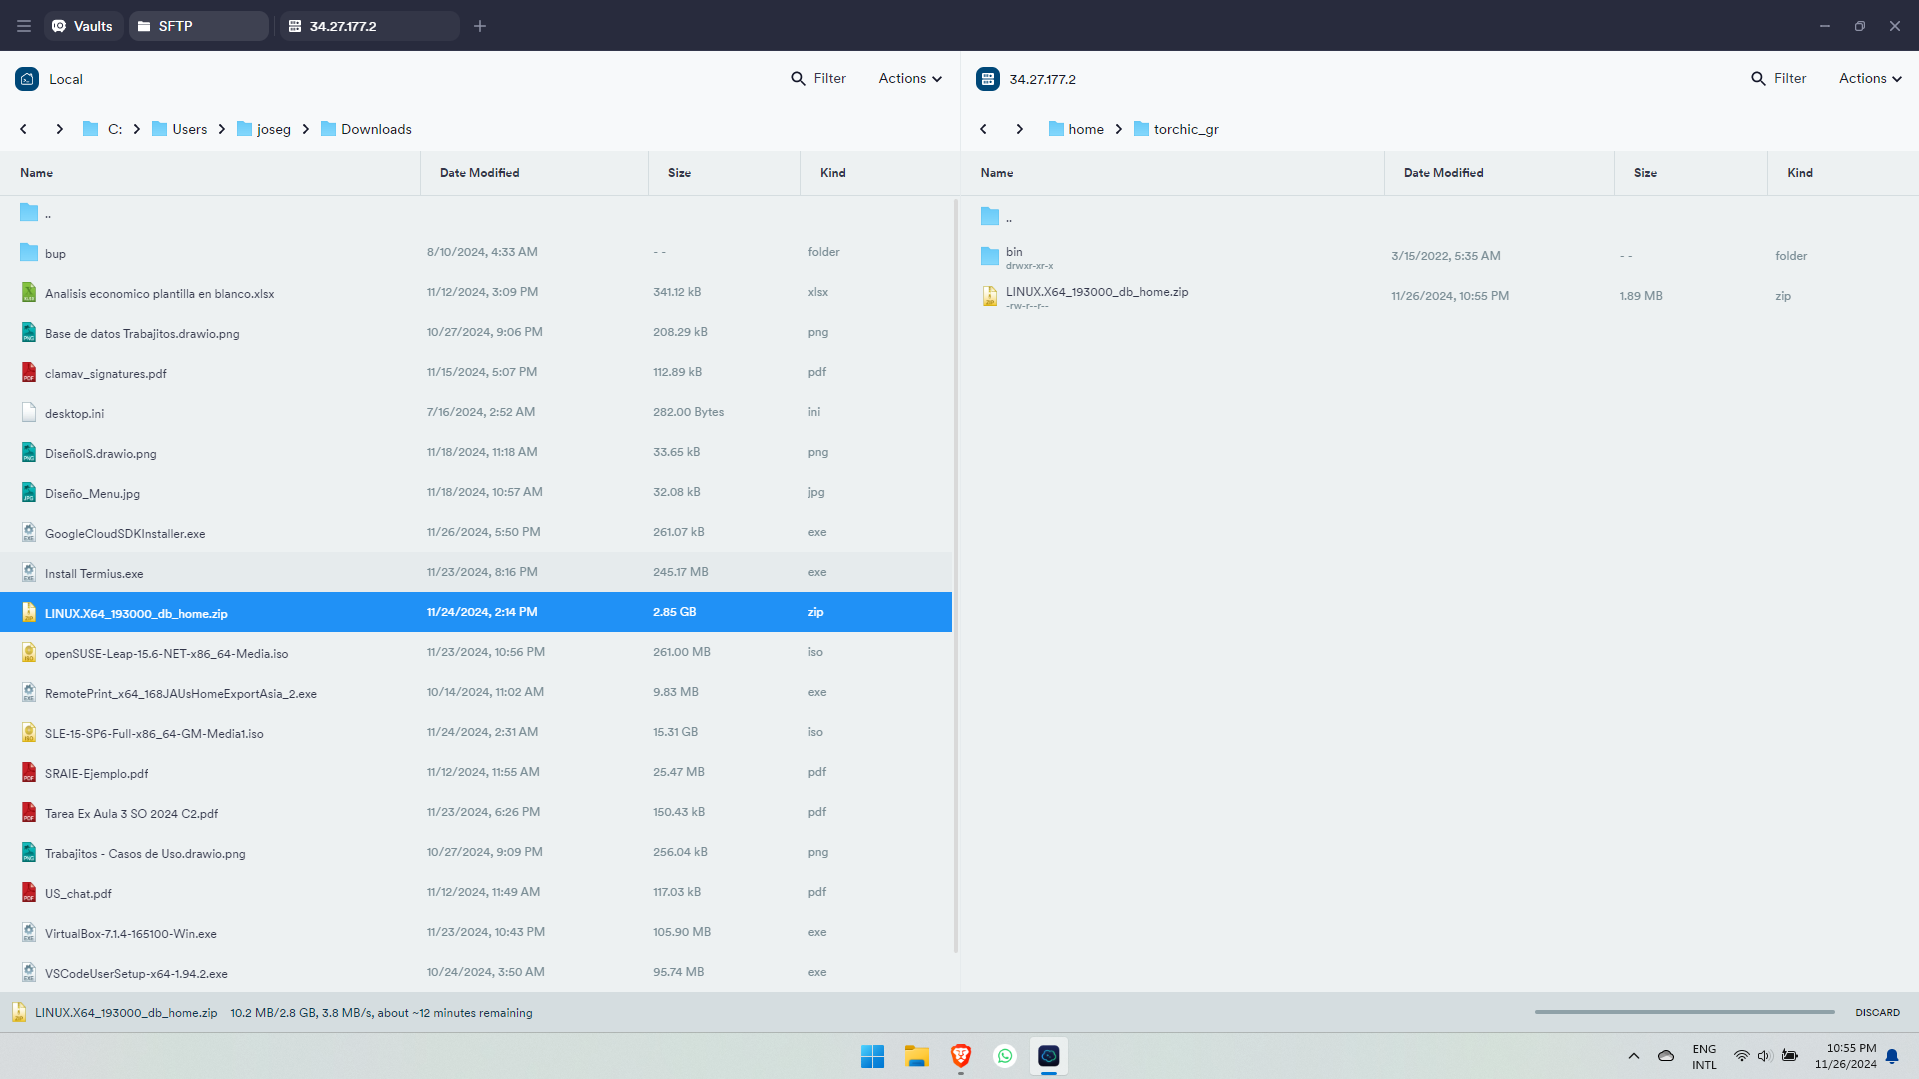 Vaults SFTP 34.27.177.2
Local Filter Actions
C: Users joseg Downloads
Name Date Modified Size Kind
..
bup 8/10/2024, 4:33 AM - - folder
Analisis economico plantilla en blanco.xlsx 11/12/2024, 3:09 PM 341.12 kB xlsx
Base de datos Trabajitos.drawio.png 10/27/2024, 9:06 PM 208.29 kB png
clamav_signatures.pdf 11/15/2024, 5:07 PM 112.89 kB pdf
desktop.ini 7/16/2024, 2:52 AM 282.00 Bytes ini
DiseñoIS.drawio.png 11/18/2024, 11:18 AM 33.65 kB png
Diseño_Menu.jpg 11/18/2024, 10:57 AM 32.08 kB jpg
GoogleCloudSDKInstaller.exe 11/26/2024, 5:50 PM 261.07 kB exe
Install Termius.exe 11/23/2024, 8:16 PM 245.17 MB exe
LINUX.X64_193000_db_home.zip 11/24/2024, 2:14 PM 2.85 GB zip
openSUSE-Leap-15.6-NET-x86_64-Media.iso 11/23/2024, 10:56 PM 261.00 MB iso
RemotePrint_x64_168JAUsHomeExportAsia_2.exe 10/14/2024, 11:02 AM 9.83 MB exe
SLE-15-SP6-Full-x86_64-GM-Media1.iso 11/24/2024, 2:31 AM 15.31 GB iso
SRAIE-Ejemplo.pdf 11/12/2024, 11:55 AM 25.47 MB pdf
Tarea Ex Aula 3 SO 2024 C2.pdf 11/23/2024, 6:26 PM 150.43 kB pdf
Trabajitos - Casos de Uso.drawio.png 10/27/2024, 9:09 PM 256.04 kB png
US_chat.pdf 11/12/2024, 11:49 AM 117.03 kB pdf
VirtualBox-7.1.4-165100-Win.exe 11/23/2024, 10:43 PM 105.90 MB exe
VSCodeUserSetup-x64-1.94.2.exe 10/24/2024, 3:50 AM 95.74 MB exe
34.27.177.2 Filter Actions
home torchic_gr
Name Date Modified Size Kind
..
bin 3/15/2022, 5:35 AM - - folder
drwxr-xr-x
LINUX.X64_193000_db_home.zip 11/26/2024, 10:55 PM 1.89 MB zip
-rw-r--r--
LINUX.X64_193000_db_home.zip 10.2 MB/2.8 GB, 3.8 MB/s, about ~12 minutes remaining DISCARD
ENG
INTL
10:55 PM
11/26/2024